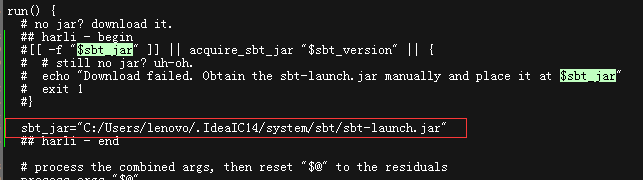 run() {
# no jar? download it.
## harli - begin
#[[ -f "$sbt_jar" ]] || acquire_sbt_jar "$sbt_version" || {
#  # still no jar? uh-oh.
#  echo "Download failed. Obtain the sbt-launch.jar manually and place it at $sbt_jar"
#  exit 1
#}
sbt_jar="C:/Users/lenovo/.IdeaIC14/system/sbt/sbt-launch.jar"
## harli - end
# process the combined args, then reset "$@" to the residuals
process_args "$@"